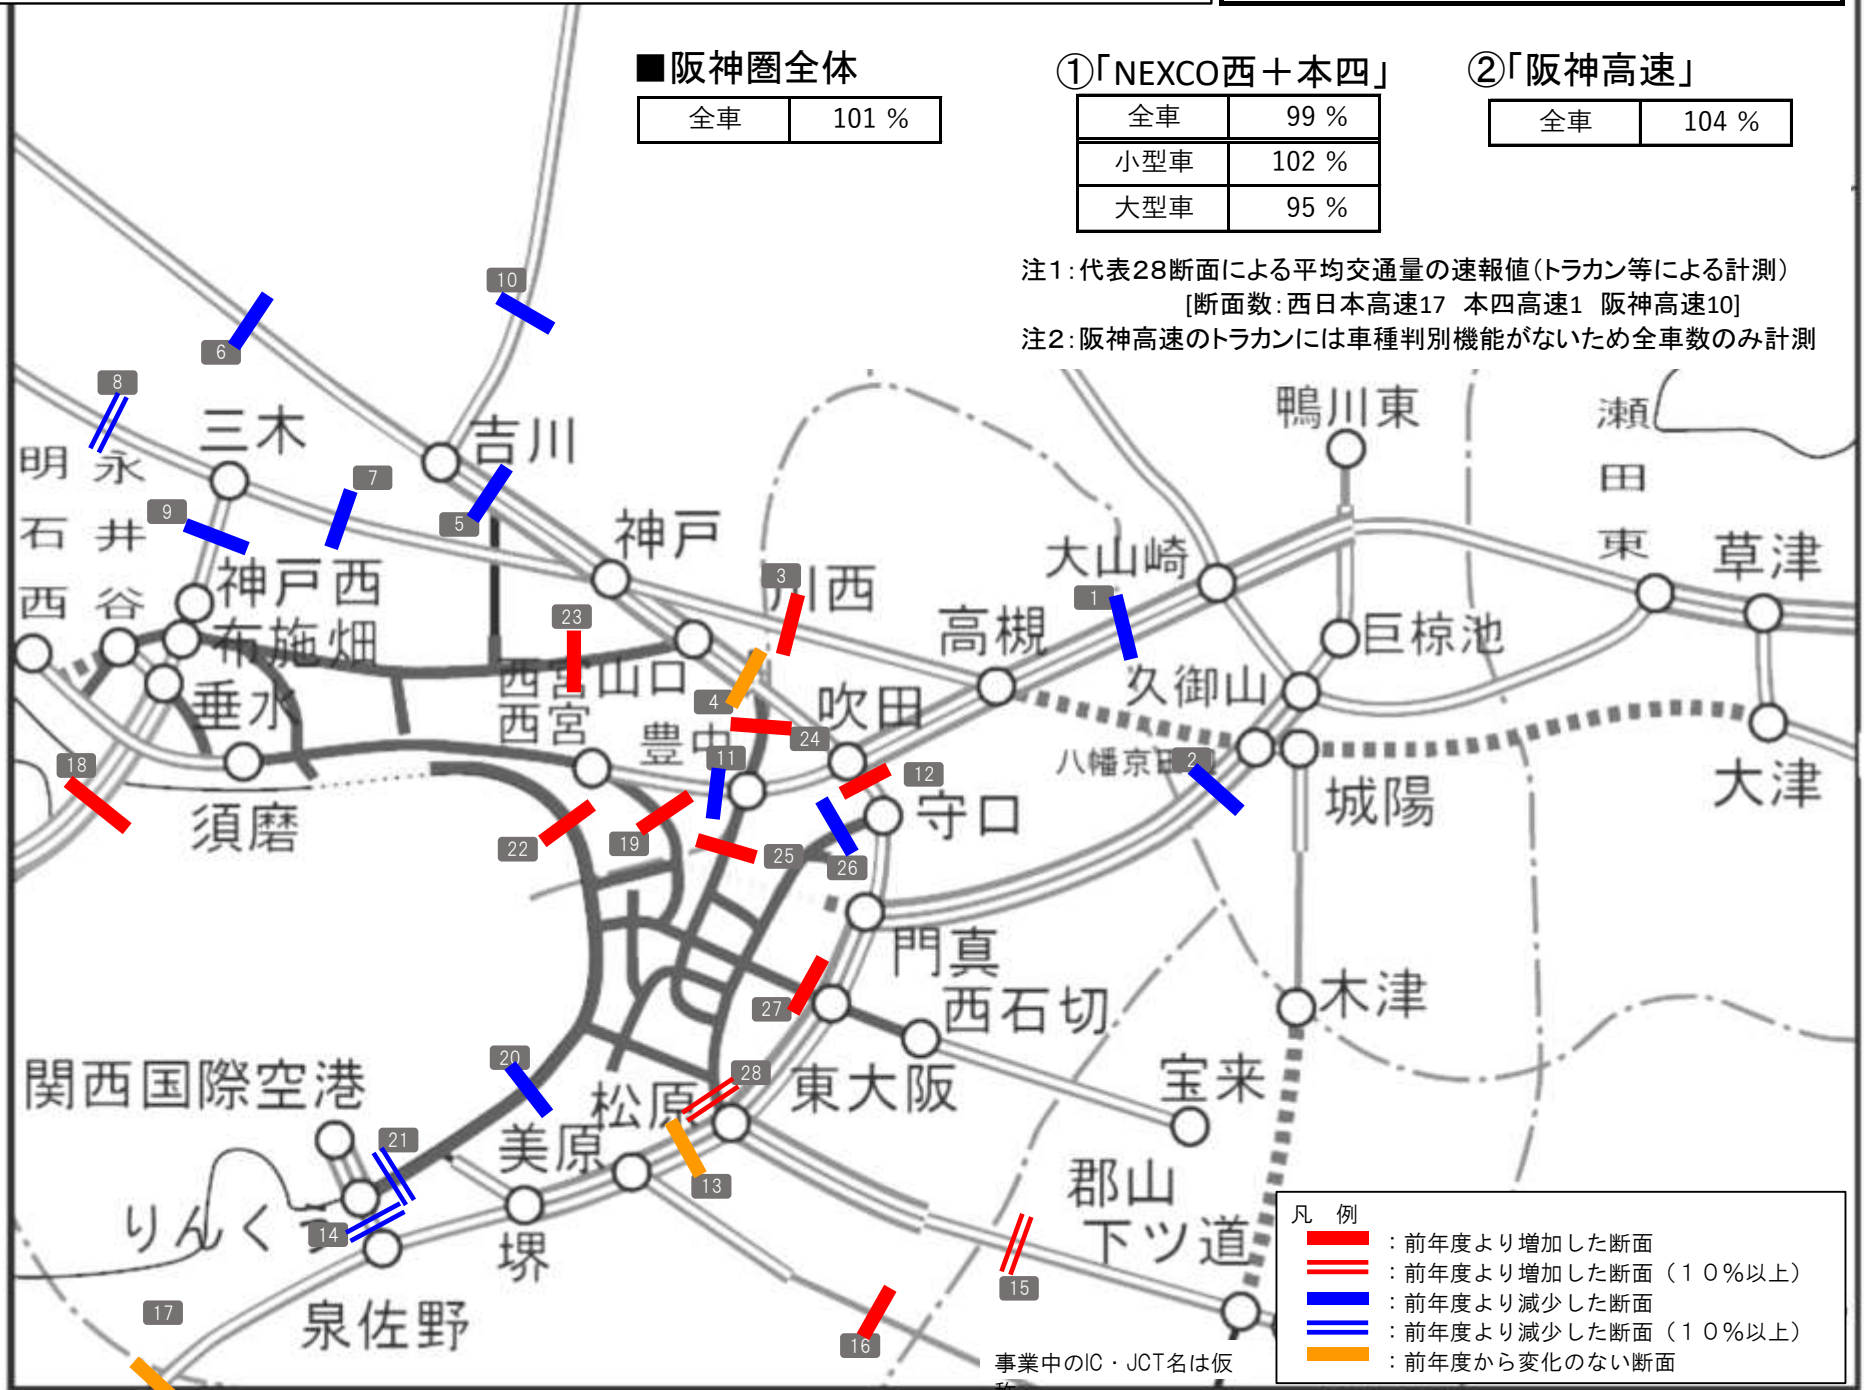 ■阪神圏全体
全車 101 %
①「NEXCO西＋本四」
全車 99 %
小型車 102 %
大型車 95 %
②「阪神高速」
全車 104 %
注１：代表２８断面による平均交通量の速報値（トラカン等による計測）
[断面数：西日本高速17 本四高速1 阪神高速10]
注２：阪神高速のトラカンには車種判別機能がないため全車数のみ計測
10
6
8
三木
吉川
鴨川東
瀬田東
明石西
永井谷
7
9
5
神戸
神戸西
大山崎
草津
3
川西
1
23
高槻
巨椋池
布施畑
西宮山口
久御山
4
垂水
西宮
吹田
豊中
24
11
2
18
12
大津
城陽
須磨
守口
22
19
25
26
門真
27
西石切
木津
20
関西国際空港
松原
28
東大阪
宝来
21
美原
13
郡山
下ツ道
りんくう
14
堺
15
17
泉佐野
16
事業中のIC・JCT名は仮
称
凡 例
：前年度より増加した断面
：前年度より増加した断面（１０％以上）
：前年度より減少した断面
：前年度より減少した断面（１０％以上）
：前年度から変化のない断面